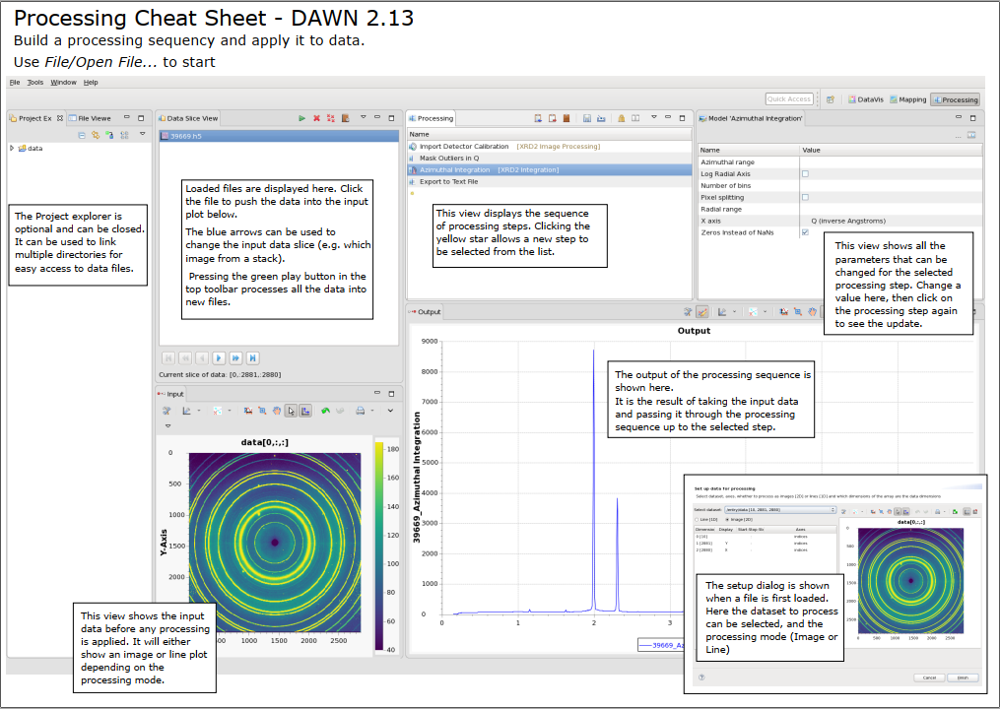 Processing Cheat Sheet - DAWN 2.13
Build a processing sequency and apply it to data.
Use File/Open File... to start
File Tools Window Help
Quick Access
DataVis Mapping Processing
Project Ex File Viewe
data
The Project explorer is
optional and can be closed.
It can be used to link
multiple directories for
easy access to data files.
Data Slice View
39669.h5
Loaded files are displayed here. Click
the file to push the data into the input
plot below.
The blue arrows can be used to
change the input data slice (e.g. which
image from a stack).
Pressing the green play button in the
top toolbar processes all the data into
new files.
Current slice of data: [0,:2881,:2880]
Processing
Name
Import Detector Calibration [XRD2 Image Processing]
Mask Outliers in Q
Azimuthal Integration [XRD2 Integration]
Export to Text File
This view displays the sequence
of processing steps. Clicking the
yellow star allows a new step to
be selected from the list.
Model 'Azimuthal Integration'
Name Value
Azimuthal range
Log Radial Axis
Number of bins
Pixel splitting
Radial range
X axis Q (inverse Angstroms)
Zeros Instead of NaNs
This view shows all the
parameters that can be
changed for the selected
processing step. Change a
value here, then click on
the processing step again
to see the update.
Input
data[0,:,:]
Y-Axis
0
500
1000
1500
2000
1000 1500 2000 2500
180
160
140
120
100
80
60
40
This view shows the input
data before any processing
is applied. It will either
show an image or line plot
depending on the
processing mode.
Output
Output
39669_Azimuthal Integration
9000
8000
7000
6000
5000
4000
3000
2000
1000
0
0 1 2 3
39669_Az
The output of the processing sequence is
shown here.
It is the result of taking the input data
and passing it through the processing
sequence up to the selected step.
Set up data for processing
Select dataset, axes, whether to process as images [2D] or lines [1D] and which dimensions of the array are the data dimensions.
Select dataset: /entry/data [10, 2881, 2880]
Line [1D] Image [2D]
Dimension Display Start:Stop:Step Axes
0 [10] indices
1 [2881] Y indices
2 [2880] X indices
data[0,:,:]
0
500
1000
1500
2000
2500
0 500 1000 1500 2000 2500
The setup dialog is shown
when a file is first loaded.
Here the dataset to process
can be selected, and the
processing mode (Image or
Line)
Cancel Finish